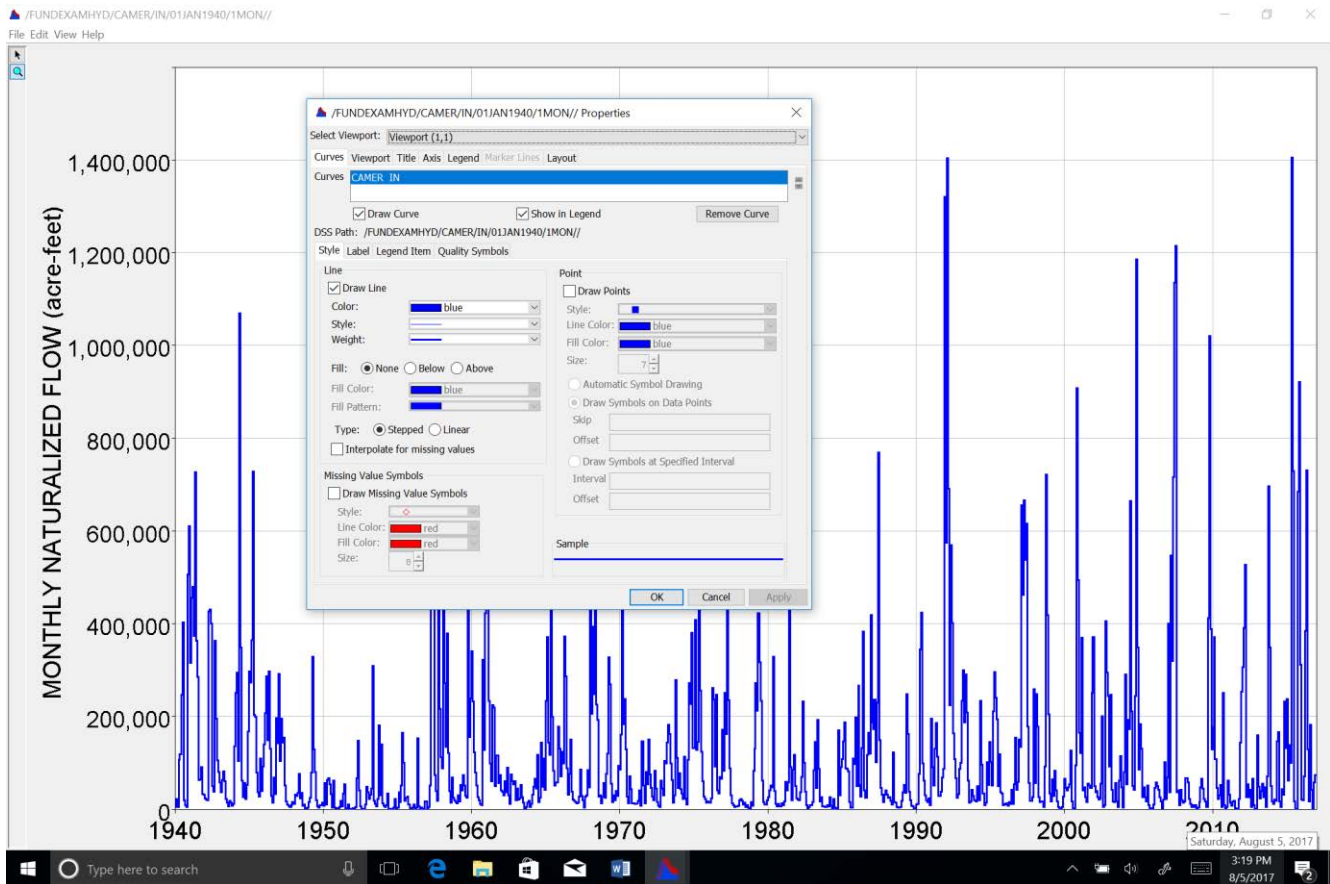 /FUNDEXAMHYD/CAMER/IN/01JAN1940/1MON//
File Edit View Help
MONTHLY NATURALIZED FLOW (acre-feet)
1,400,000
1,200,000
1,000,000
800,000
600,000
400,000
200,000
0
1940 1950 1960 1970 1980 1990 2000 2010
/FUNDEXAMHYD/CAMER/IN/01JAN1940/1MON// Properties
Select Viewport: Viewport (1,1)
Curves Viewport Title Axis Legend Marker Lines Layout
Curves CAMER IN
Draw Curve Show in Legend Remove Curve
DSS Path: /FUNDEXAMHYD/CAMER/IN/01JAN1940/1MON//
Style Label Legend Item Quality Symbols
Line
Draw Line
Color: blue
Style:
Weight:
Fill: None Below Above
Fill Color: blue
Fill Pattern:
Type: Stepped Linear
Interpolate for missing values
Missing Value Symbols
Draw Missing Value Symbols
Style:
Line Color: red
Fill Color: red
Size: 8
Point
Draw Points
Style:
Line Color: blue
Fill Color: blue
Size: 7
Automatic Symbol Drawing
Draw Symbols on Data Points
Skip
Offset
Draw Symbols at Specified Interval
Interval
Offset
Sample
OK Cancel Apply
Saturday, August 5, 2017
Type here to search
3:19 PM
8/5/2017
2